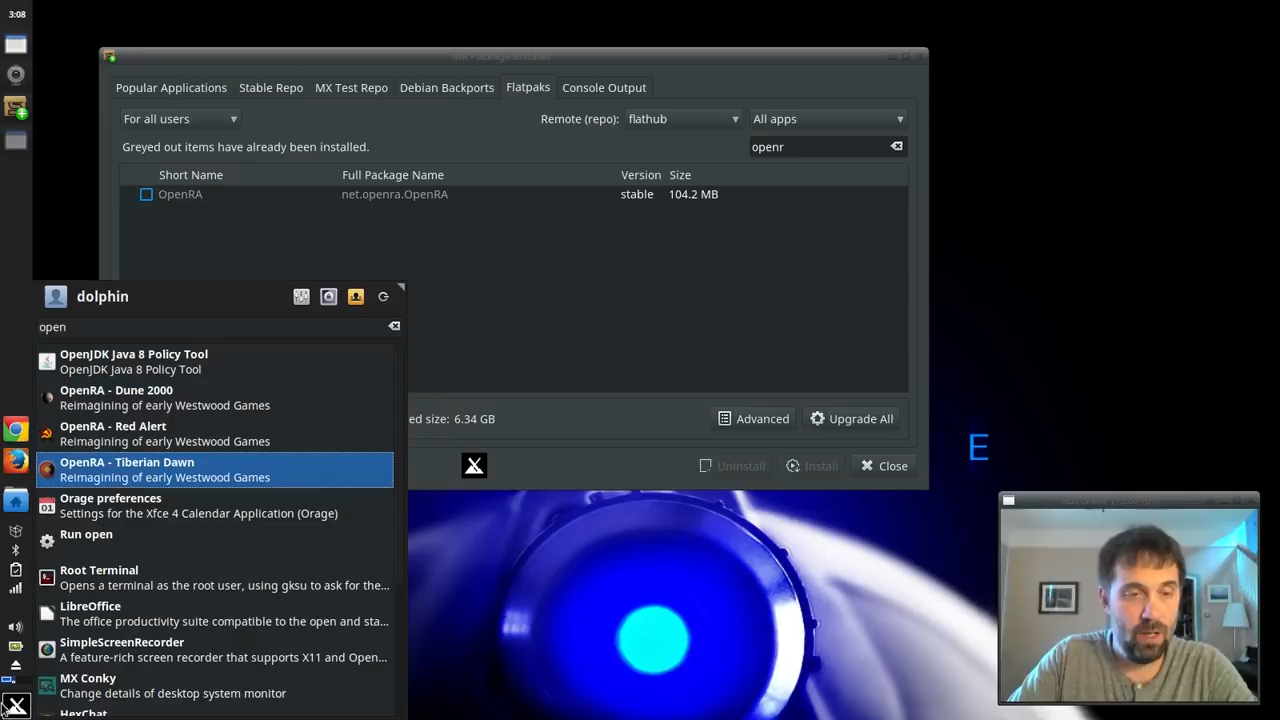 3:08
Popular Applications
Stable Repo
MX Test Repo
Debian Backports
Flatpaks
Console Output
For all users
Remote (repo):
flathub
All apps
Greyed out items have already been installed.
openr
Short Name
Full Package Name
Version
Size
OpenRA
net.openra.OpenRA
stable
104.2 MB
ed size: 6.34 GB
Advanced
Upgrade All
Uninstall
Install
Close
dolphin
open
OpenJDK Java 8 Policy Tool
OpenJDK Java 8 Policy Tool
OpenRA - Dune 2000
Reimagining of early Westwood Games
OpenRA - Red Alert
Reimagining of early Westwood Games
OpenRA - Tiberian Dawn
Reimagining of early Westwood Games
01
Orage preferences
Settings for the Xfce 4 Calendar Application (Orage)
Run open
Root Terminal
Opens a terminal as the root user, using gksu to ask for the...
LibreOffice
The office productivity suite compatible to the open and sta...
SimpleScreenRecorder
A feature-rich screen recorder that supports X11 and Open...
MX Conky
Change details of desktop system monitor
HexChat
E